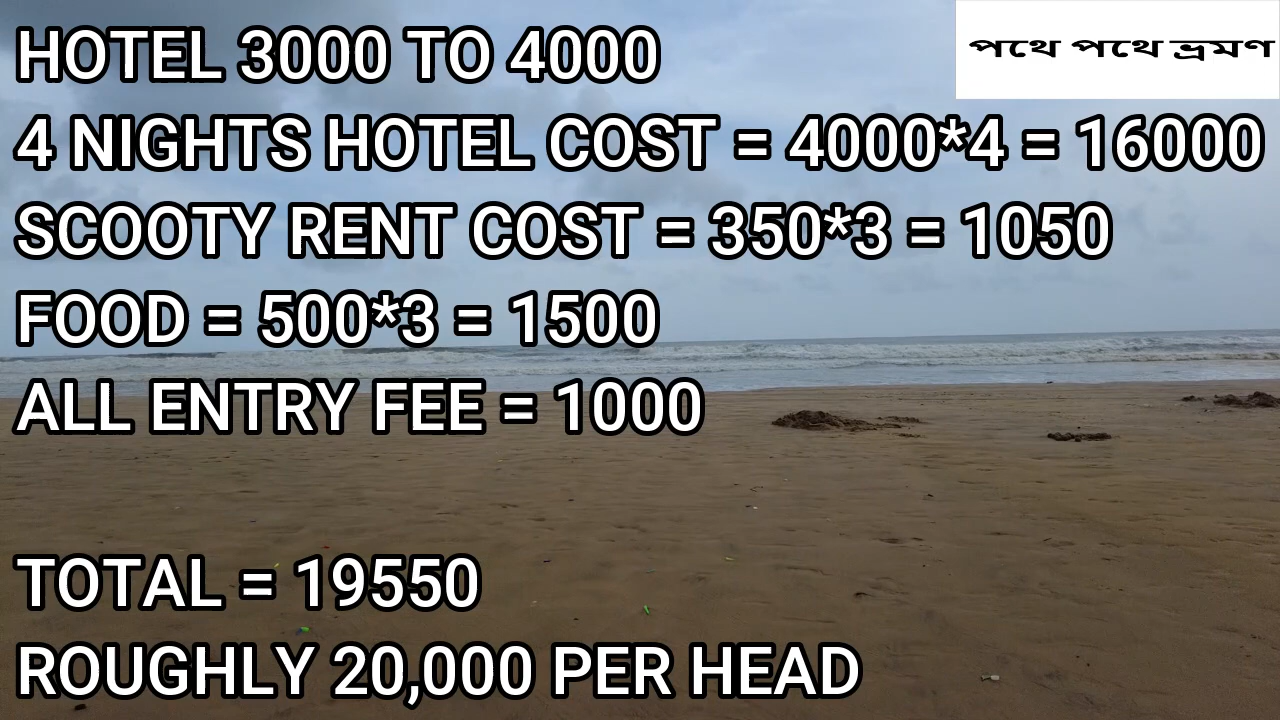 পথে পথে ভ্রমণ
HOTEL 3000 TO 4000
4 NIGHTS HOTEL COST = 4000*4 = 16000
SCOOTY RENT COST = 350*3 = 1050
FOOD = 500*3 = 1500
ALL ENTRY FEE = 1000
TOTAL = 19550
ROUGHLY 20,000 PER HEAD